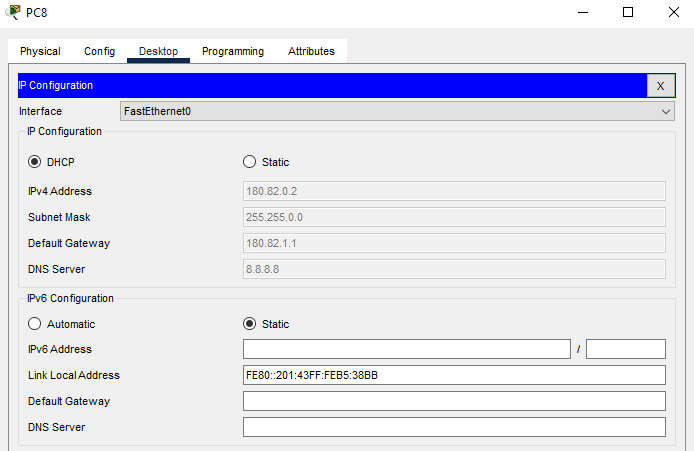 PC8
Physical Config Desktop Programming Attributes
IP Configuration X
Interface FastEthernet0
IP Configuration
DHCP Static
IPv4 Address 180.82.0.2
Subnet Mask 255.255.0.0
Default Gateway 180.82.1.1
DNS Server 8.8.8.8
IPv6 Configuration
Automatic Static
IPv6 Address /
Link Local Address FE80::201:43FF:FEB5:38BB
Default Gateway
DNS Server